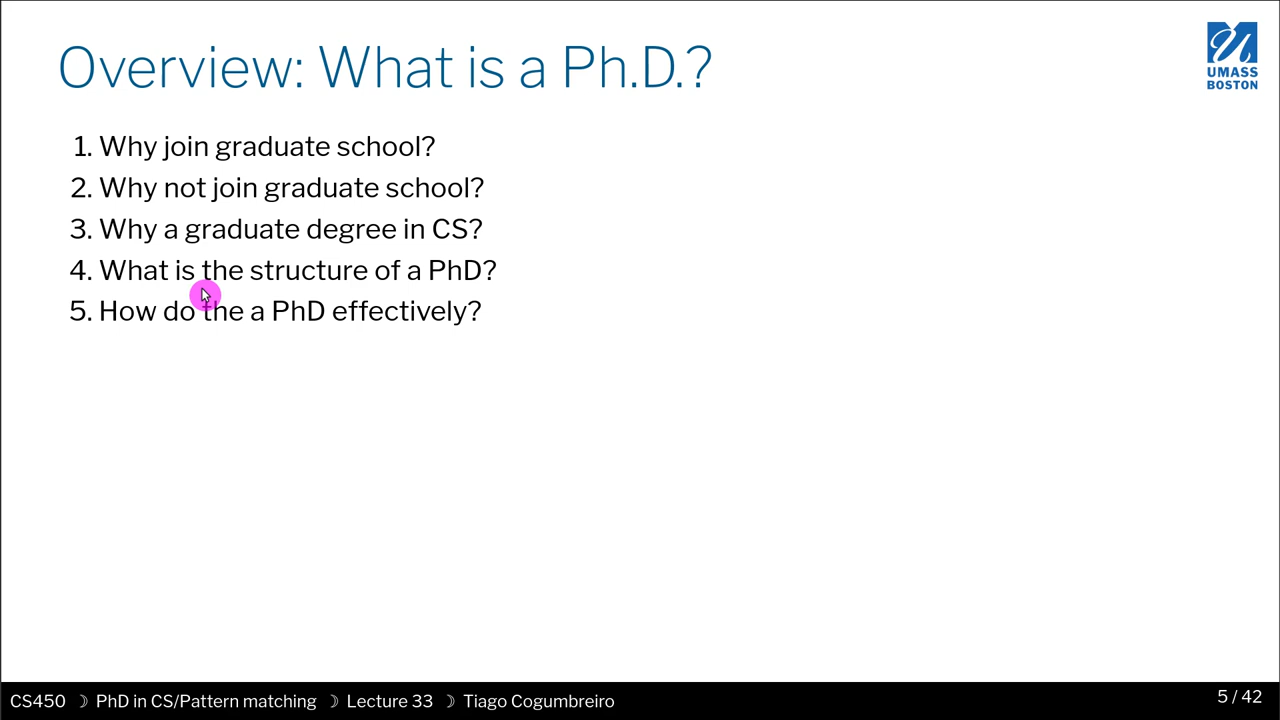 Overview: What is a Ph.D.?
UMASS
BOSTON
1. Why join graduate school?
2. Why not join graduate school?
3. Why a graduate degree in CS?
4. What is the structure of a PhD?
5. How do the a PhD effectively?
CS450 ☽ PhD in CS/Pattern matching ☽ Lecture 33 ☽ Tiago Cogumbreiro
5 / 42